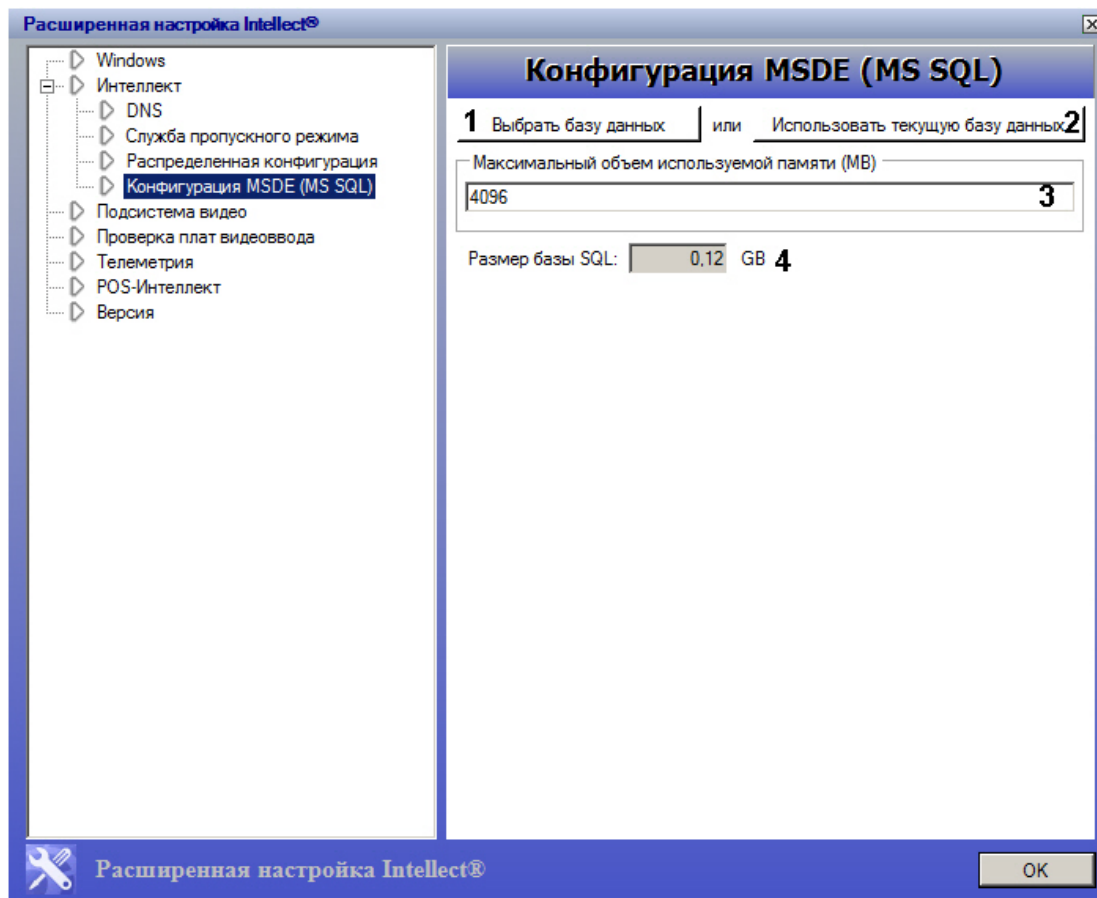 Расширенная настройка Intellect®
Windows
Интеллект
DNS
Служба пропускного режима
Распределенная конфигурация
Конфигурация MSDE (MS SQL)
Подсистема видео
Проверка плат видеоввода
Телеметрия
POS-Интеллект
Версия
Конфигурация MSDE (MS SQL)
1 Выбрать базу данных или Использовать текущую базу данных 2
Максимальный объем используемой памяти (MB)
4096 3
Размер базы SQL: 0,12 GB 4
Расширенная настройка Intellect®
OK